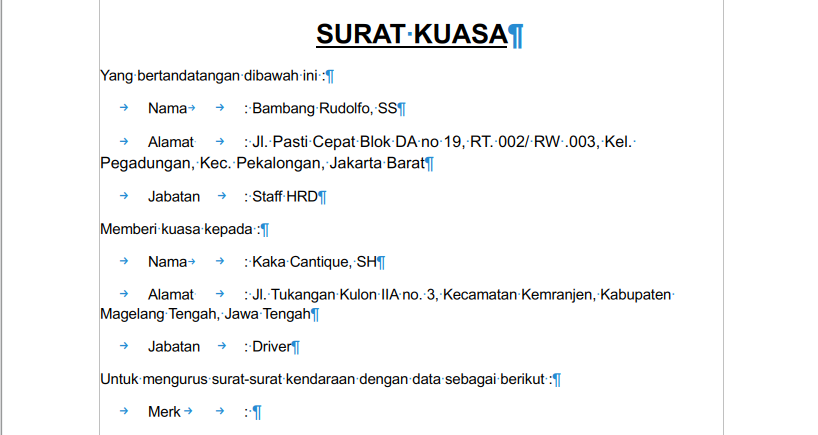 SURAT KUASA
Yang bertandatangan dibawah ini :
Nama : Bambang Rudolfo, SS
Alamat : Jl. Pasti Cepat Blok DA no 19, RT. 002/ RW .003, Kel.
Pegadungan, Kec. Pekalongan, Jakarta Barat
Jabatan : Staff HRD
Memberi kuasa kepada :
Nama : Kaka Cantique, SH
Alamat : Jl. Tukangan Kulon IIA no. 3, Kecamatan Kemranjen, Kabupaten
Magelang Tengah, Jawa Tengah
Jabatan : Driver
Untuk mengurus surat-surat kendaraan dengan data sebagai berikut :
Merk :